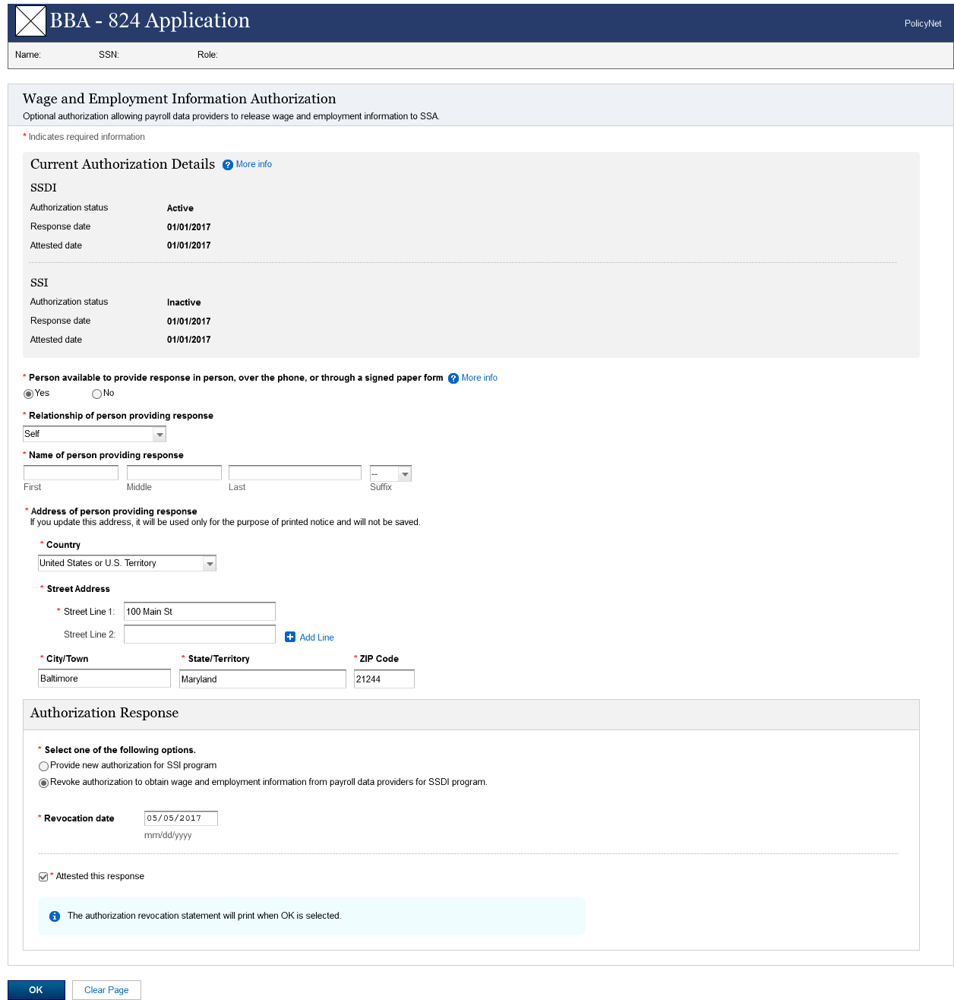 BBA - 824 Application
PolicyNet
Name: SSN: Role:
Wage and Employment Information Authorization
Optional authorization allowing payroll data providers to release wage and employment information to SSA.
* Indicates required information
Current Authorization Details ? More info
SSDI
Authorization status Active
Response date 01/01/2017
Attested date 01/01/2017
SSI
Authorization status Inactive
Response date 01/01/2017
Attested date 01/01/2017
* Person available to provide response in person, over the phone, or through a signed paper form ? More info
Yes No
* Relationship of person providing response
Self
* Name of person providing response
--
First Middle Last Suffix
* Address of person providing response
If you update this address, it will be used only for the purpose of printed notice and will not be saved.
* Country
United States or U.S. Territory
* Street Address
* Street Line 1: 100 Main St
Street Line 2: + Add Line
* City/Town * State/Territory * ZIP Code
Baltimore Maryland 21244
Authorization Response
* Select one of the following options.
Provide new authorization for SSI program
Revoke authorization to obtain wage and employment information from payroll data providers for SSDI program.
* Revocation date 05/05/2017
mm/dd/yyyy
* Attested this response
i The authorization revocation statement will print when OK is selected.
OK Clear Page